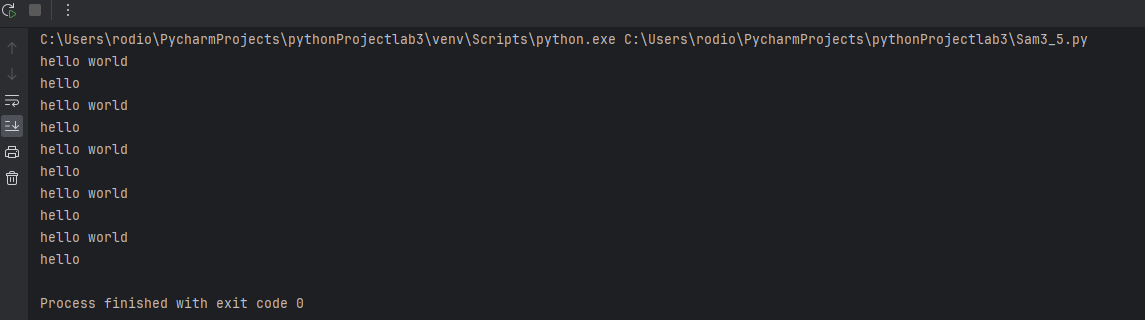 C:\Users\rodio\PycharmProjects\pythonProjectlab3\venv\Scripts\python.exe C:\Users\rodio\PycharmProjects\pythonProjectlab3\Sam3_5.py
hello world
hello
hello world
hello
hello world
hello
hello world
hello
hello world
hello
Process finished with exit code 0